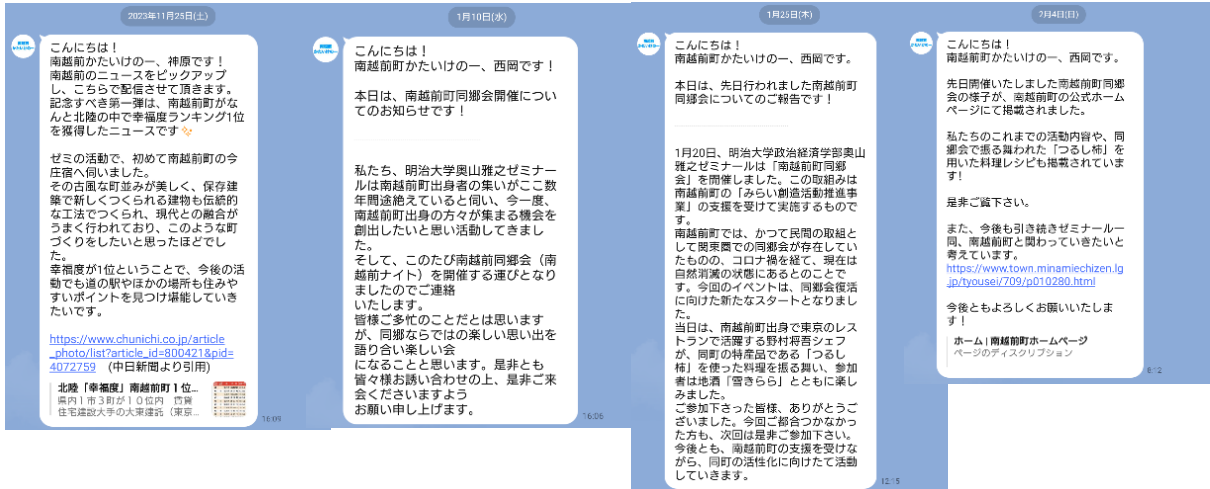 2023年11月25日(土)
こんにちは！
南越前かたいけのー、神原です！
南越前のニュースをピックアップ
し、こちらで配信させて頂きます。
記念すべき第一弾は、南越前町がな
んと北陸の中で幸福度ランキング1位
を獲得したニュースです✨
ゼミの活動で、初めて南越前町の今
庄宿へ伺いました。
その古風な町並みが美しく、保存建
築で新しくつくられる建物も伝統的
な工法でつくられ、現代との融合が
うまく行われており、このような町
づくりをしたいと思ったほどでし
た。
幸福度が1位ということで、今後の活
動でも道の駅やほかの場所も住みや
すいポイントを見つけ堪能していき
たいです。
https://www.chunichi.co.jp/article
_photo/list?article_id=800421&pid=
4072759 (中日新聞より引用)
北陸「幸福度」南越前町１位...
県内１市３町が１０位内 賃貸
住宅建設大手の大東建託（東京...
16:09
1月10日(水)
こんにちは！
南越前町かたいけのー、西岡です！
本日は、南越前町同郷会開催につい
てのお知らせです！
私たち、明治大学奥山雅之ゼミナー
ルは南越前町出身者の集いがここ数
年間途絶えていると伺い、今一度、
南越前町出身の方々が集まる機会を
創出したいと思い活動してきまし
た。
そして、このたび南越前同郷会（南
越前ナイト）を開催する運びとなり
ましたのでご連絡
いたします。
皆様ご多忙のことだとは思います
が、同郷ならではの楽しい思い出を
語り合い楽しい会
になることと思います。是非とも
皆々様お誘い合わせの上、是非ご来
会くださいますよう
お願い申し上げます。
16:06
1月25日(木)
こんにちは！
南越前町かたいけのー、西岡です。
本日は、先日行われました南越前町
同郷会についてのご報告です！
1月20日、明治大学政治経済学部奥山
雅之ゼミナールは「南越前町同郷
会」を開催しました。この取組みは
南越前町の「みらい創造活動推進事
業」の支援を受けて実施するもので
す。
南越前町では、かつて民間の取組と
して関東圏での同郷会が存在してい
たものの、コロナ禍を経て、現在は
自然消滅の状態にあるとのことで
す。今回のイベントは、同郷会復活
に向けた新たなスタートとなりまし
た。
当日は、南越前町出身で東京のレス
トランで活躍する野村将吾シェフ
が、同町の特産品である「つるし
柿」を使った料理を振る舞い、参加
者は地酒「雪きらら」とともに楽し
みました。
ご参加下さった皆様、ありがとうご
ざいました。今回ご都合つかなかっ
た方も、次回は是非ご参加下さい。
今後とも、南越前町の支援を受けな
がら、同町の活性化に向けたて活動
していきます。
12:15
2月4日(日)
こんにちは！
南越前町かたいけのー、西岡です。
先日開催いたしました南越前町同郷
会の様子が、南越前町の公式ホーム
ページにて掲載されました。
私たちのこれまでの活動内容や、同
郷会で振る舞われた「つるし柿」を
用いた料理レシピも掲載されていま
す!
是非ご覧下さい。
また、今後も引き続きゼミナール一
同、南越前町と関わっていきたいと
考えています。
https://www.town.minamiechizen.lg
.jp/tyousei/709/p010280.html
今後ともよろしくお願いいたしま
す！
ホーム | 南越前町ホームページ
ページのディスクリプション
8:12